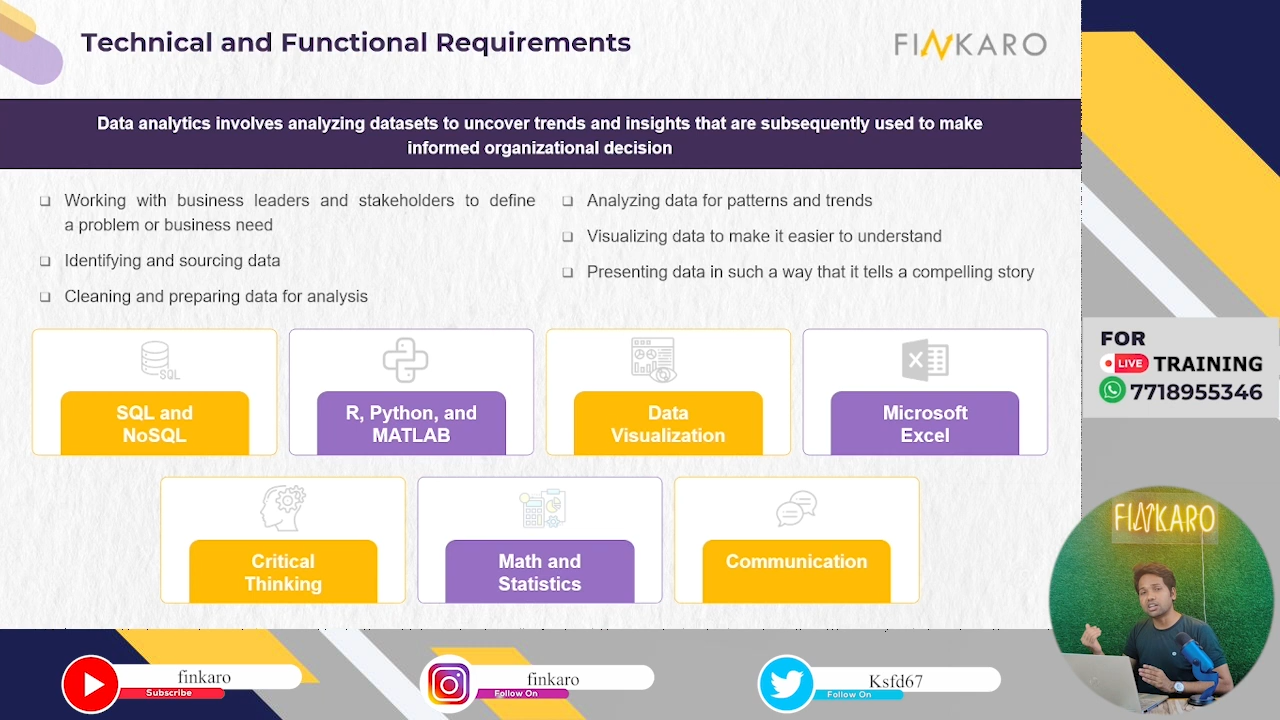 Technical and Functional Requirements
FINKARO
Data analytics involves analyzing datasets to uncover trends and insights that are subsequently used to make
informed organizational decision
Working with business leaders and stakeholders to define
a problem or business need
Identifying and sourcing data
Cleaning and preparing data for analysis
Analyzing data for patterns and trends
Visualizing data to make it easier to understand
Presenting data in such a way that it tells a compelling story
SQL
SQL and
NoSQL
R, Python, and
MATLAB
Data
Visualization
X
Microsoft
Excel
Critical
Thinking
Math and
Statistics
Communication
FOR
LIVE TRAINING
7718955346
FINKARO
finkaro
Subscribe
finkaro
Follow On
Ksfd67
Follow On